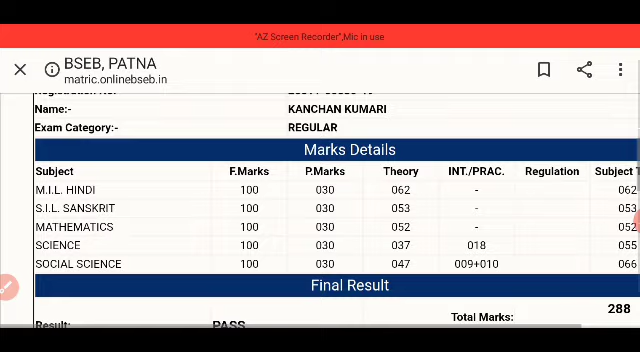 "AZ Screen Recorder",Mic in use
BSEB, PATNA
matric.onlinebseb.in
Name:- KANCHAN KUMARI
Exam Category:- REGULAR
Marks Details
Subject F.Marks P.Marks Theory INT./PRAC. Regulation Subject T
M.I.L. HINDI 100 030 062 - 062
S.I.L. SANSKRIT 100 030 053 - 053
MATHEMATICS 100 030 052 - 052
SCIENCE 100 030 037 018 055
SOCIAL SCIENCE 100 030 047 009+010 066
Final Result
288
Total Marks:
Result: PASS